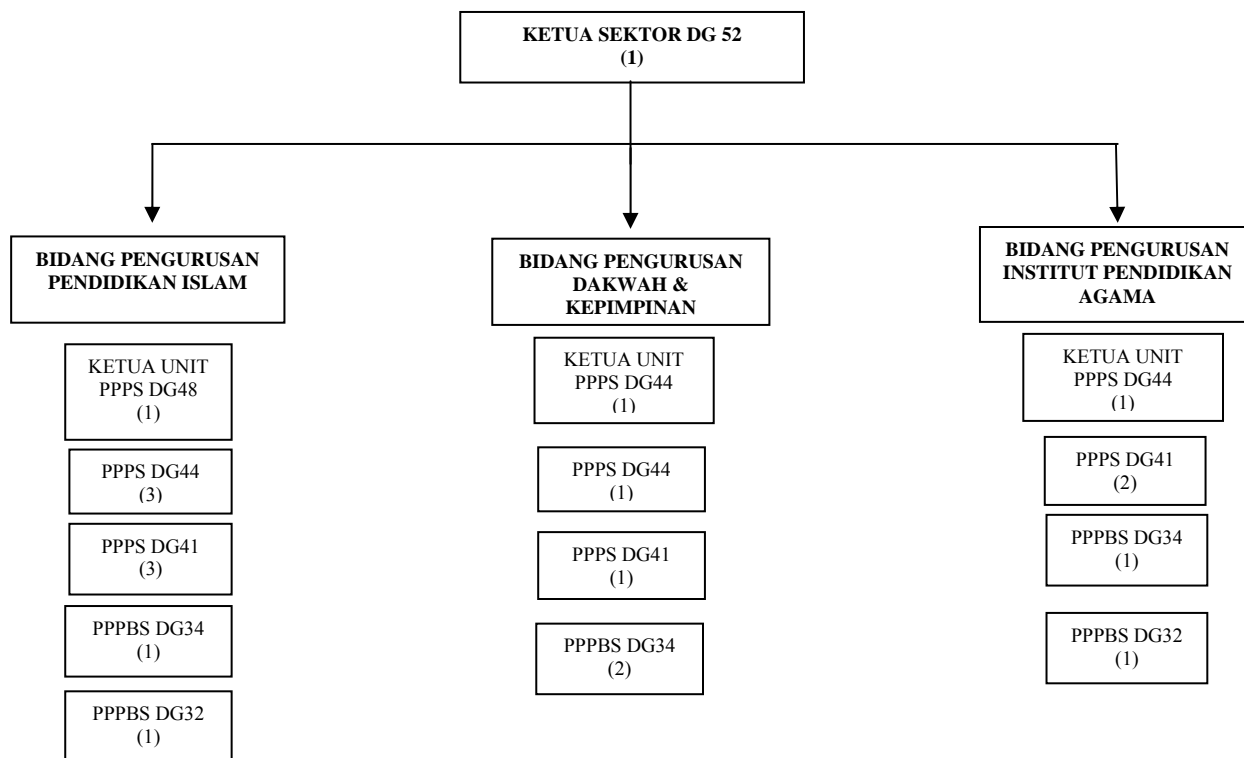 KETUA SEKTOR DG 52
(1)
BIDANG PENGURUSAN
PENDIDIKAN ISLAM
KETUA UNIT
PPPS DG48
(1)
PPPS DG44
(3)
PPPS DG41
(3)
PPPBS DG34
(1)
PPPBS DG32
(1)
BIDANG PENGURUSAN
DAKWAH &
KEPIMPINAN
KETUA UNIT
PPPS DG44
(1)
PPPS DG44
(1)
PPPS DG41
(1)
PPPBS DG34
(2)
BIDANG PENGURUSAN
INSTITUT PENDIDIKAN
AGAMA
KETUA UNIT
PPPS DG44
(1)
PPPS DG41
(2)
PPPBS DG34
(1)
PPPBS DG32
(1)